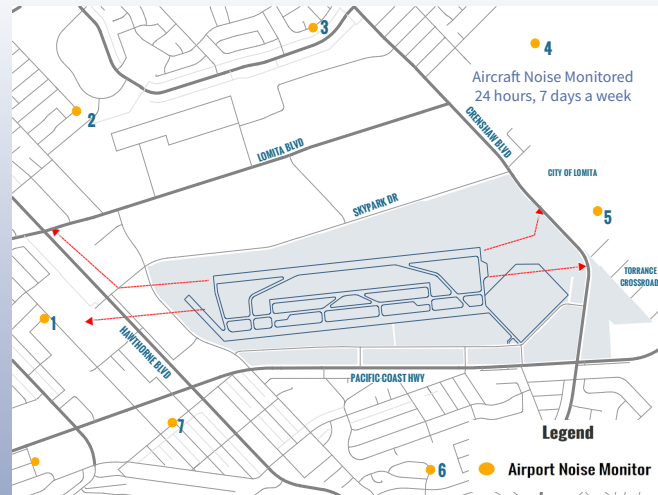 3
4
Aircraft Noise Monitored
24 hours, 7 days a week
2
CRENSHAW BLVD
LOMITA BLVD
CITY OF LOMITA
SKYPARK DR
5
TORRANCE
CROSSROAD
1
HAWTHORNE BLVD
PACIFIC COAST HWY
7
6
Legend
Airport Noise Monitor